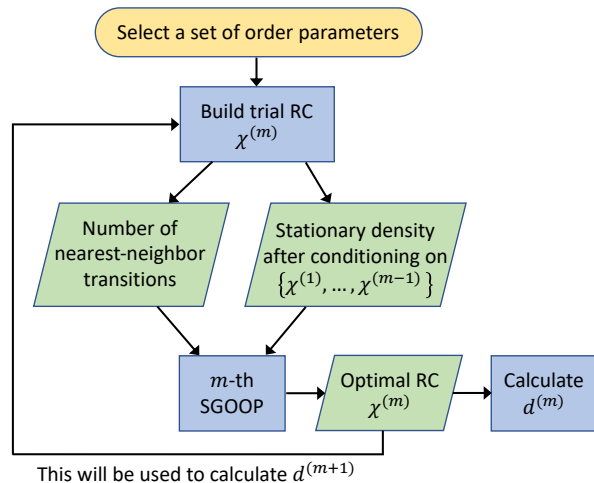 Select a set of order parameters
Build trial RC
χ^(m)
Number of
nearest-neighbor
transitions
Stationary density
after conditioning on
{χ^(1), … , χ^(m−1)}
m-th
SGOOP
Optimal RC
χ^(m)
Calculate
d^(m)
This will be used to calculate d^(m+1)